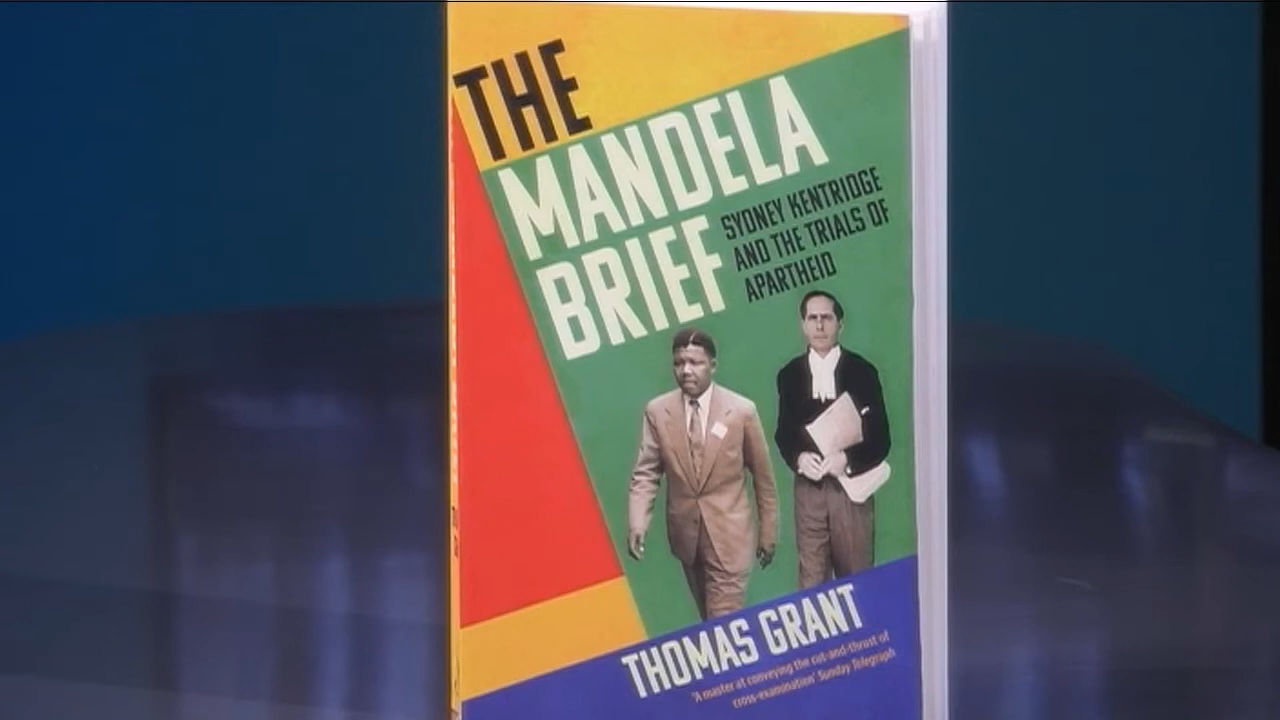 THE
MANDELA
BRIEF
SYDNEY KENTRIDGE
AND THE TRIALS OF
APARTHEID
THOMAS GRANT
'A master at conveying the cut-and-thrust of
cross-examination' Sunday Telegraph